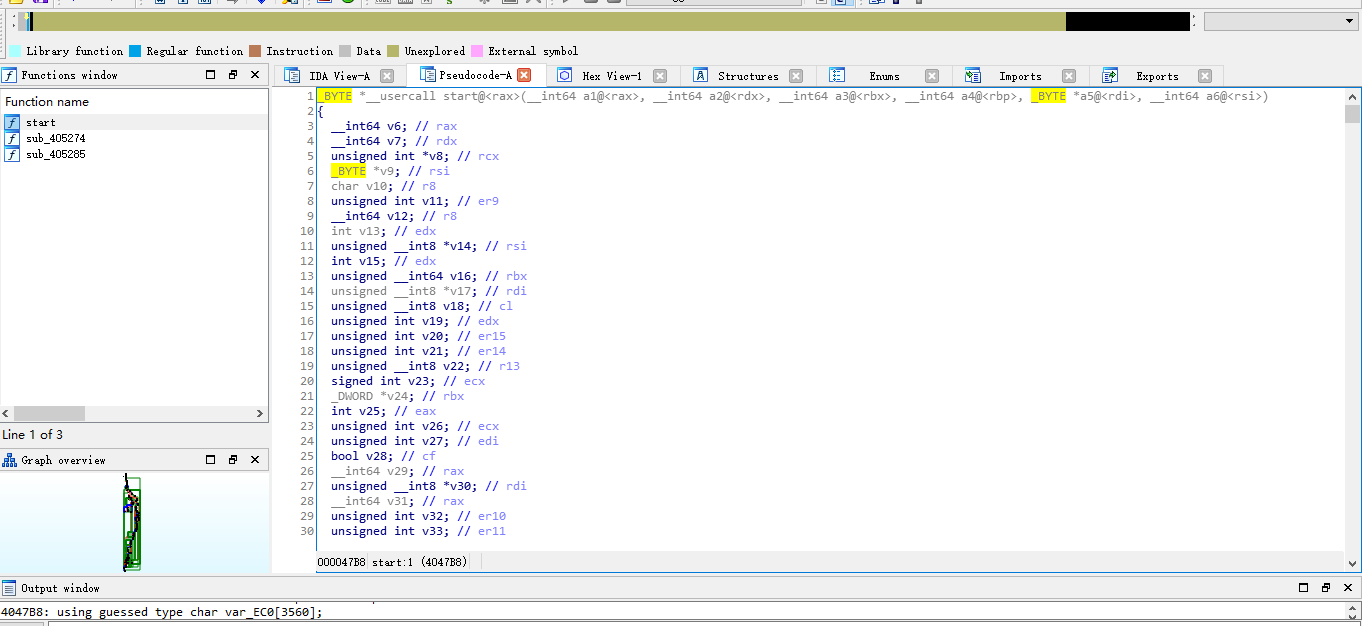 Library function Regular function Instruction Data Unexplored External symbol
Functions window
Function name
start
sub_405274
sub_405285
Line 1 of 3
Graph overview
IDA View-A Pseudocode-A Hex View-1 Structures Enums Imports Exports
1 _BYTE *__usercall start@<rax>(__int64 a1@<rax>, __int64 a2@<rdx>, __int64 a3@<rbx>, __int64 a4@<rbp>, _BYTE *a5@<rdi>, __int64 a6@<rsi>)
2 {
3 __int64 v6; // rax
4 __int64 v7; // rdx
5 unsigned int *v8; // rcx
6 _BYTE *v9; // rsi
7 char v10; // r8
8 unsigned int v11; // er9
9 __int64 v12; // r8
10 int v13; // edx
11 unsigned __int8 *v14; // rsi
12 int v15; // edx
13 unsigned __int64 v16; // rbx
14 unsigned __int8 *v17; // rdi
15 unsigned __int8 v18; // cl
16 unsigned int v19; // edx
17 unsigned int v20; // er15
18 unsigned int v21; // er14
19 unsigned __int8 v22; // r13
20 signed int v23; // ecx
21 _DWORD *v24; // rbx
22 int v25; // eax
23 unsigned int v26; // ecx
24 unsigned int v27; // edi
25 bool v28; // cf
26 __int64 v29; // rax
27 unsigned __int8 *v30; // rdi
28 __int64 v31; // rax
29 unsigned int v32; // er10
30 unsigned int v33; // er11
000047B8 start:1 (4047B8)
Output window
4047B8: using guessed type char var_EC0[3560];